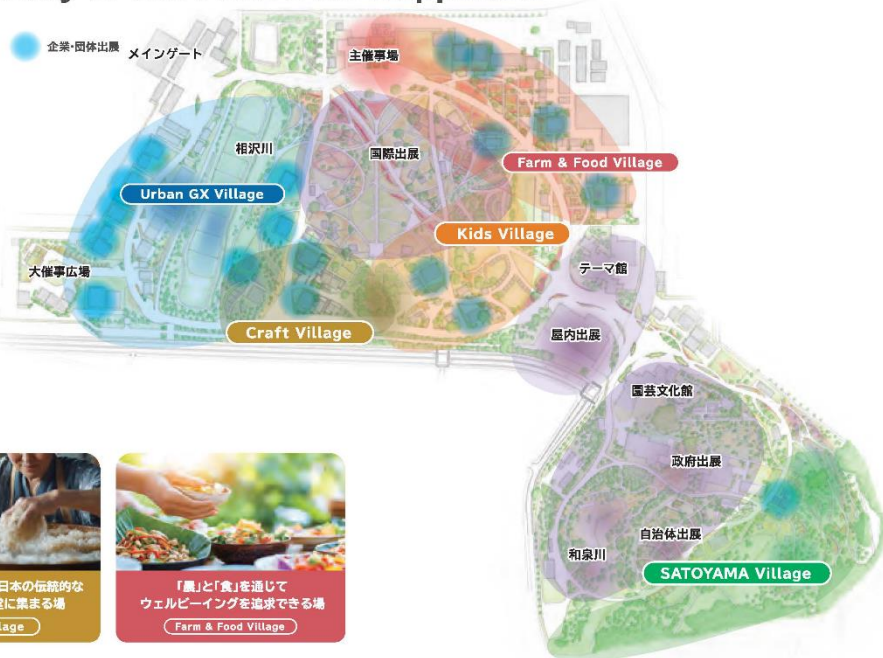 企業・団体出展
メインゲート
主催事場
相沢川
国際出展
Farm & Food Village
Urban GX Village
Kids Village
大催事広場
テーマ館
Craft Village
屋内出展
園芸文化館
政府出展
自治体出展
和泉川
SATOYAMA Village
日本の伝統的な
に集まる場
「農」と「食」を通じて
ウェルビーイングを追求できる場
Farm & Food Village